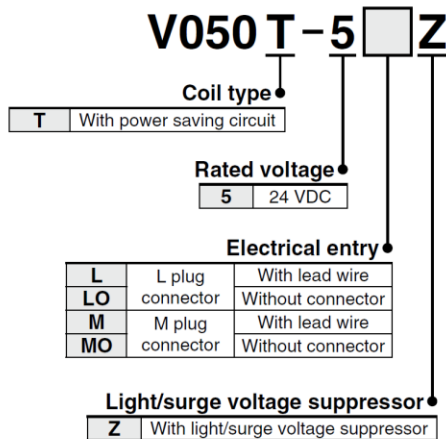 V050 T - 5 Z
Coil type
T With power saving circuit
Rated voltage
5 24 VDC
Electrical entry
L L plug connector With lead wire
LO Without connector
M M plug connector With lead wire
MO Without connector
Light/surge voltage suppressor
Z With light/surge voltage suppressor